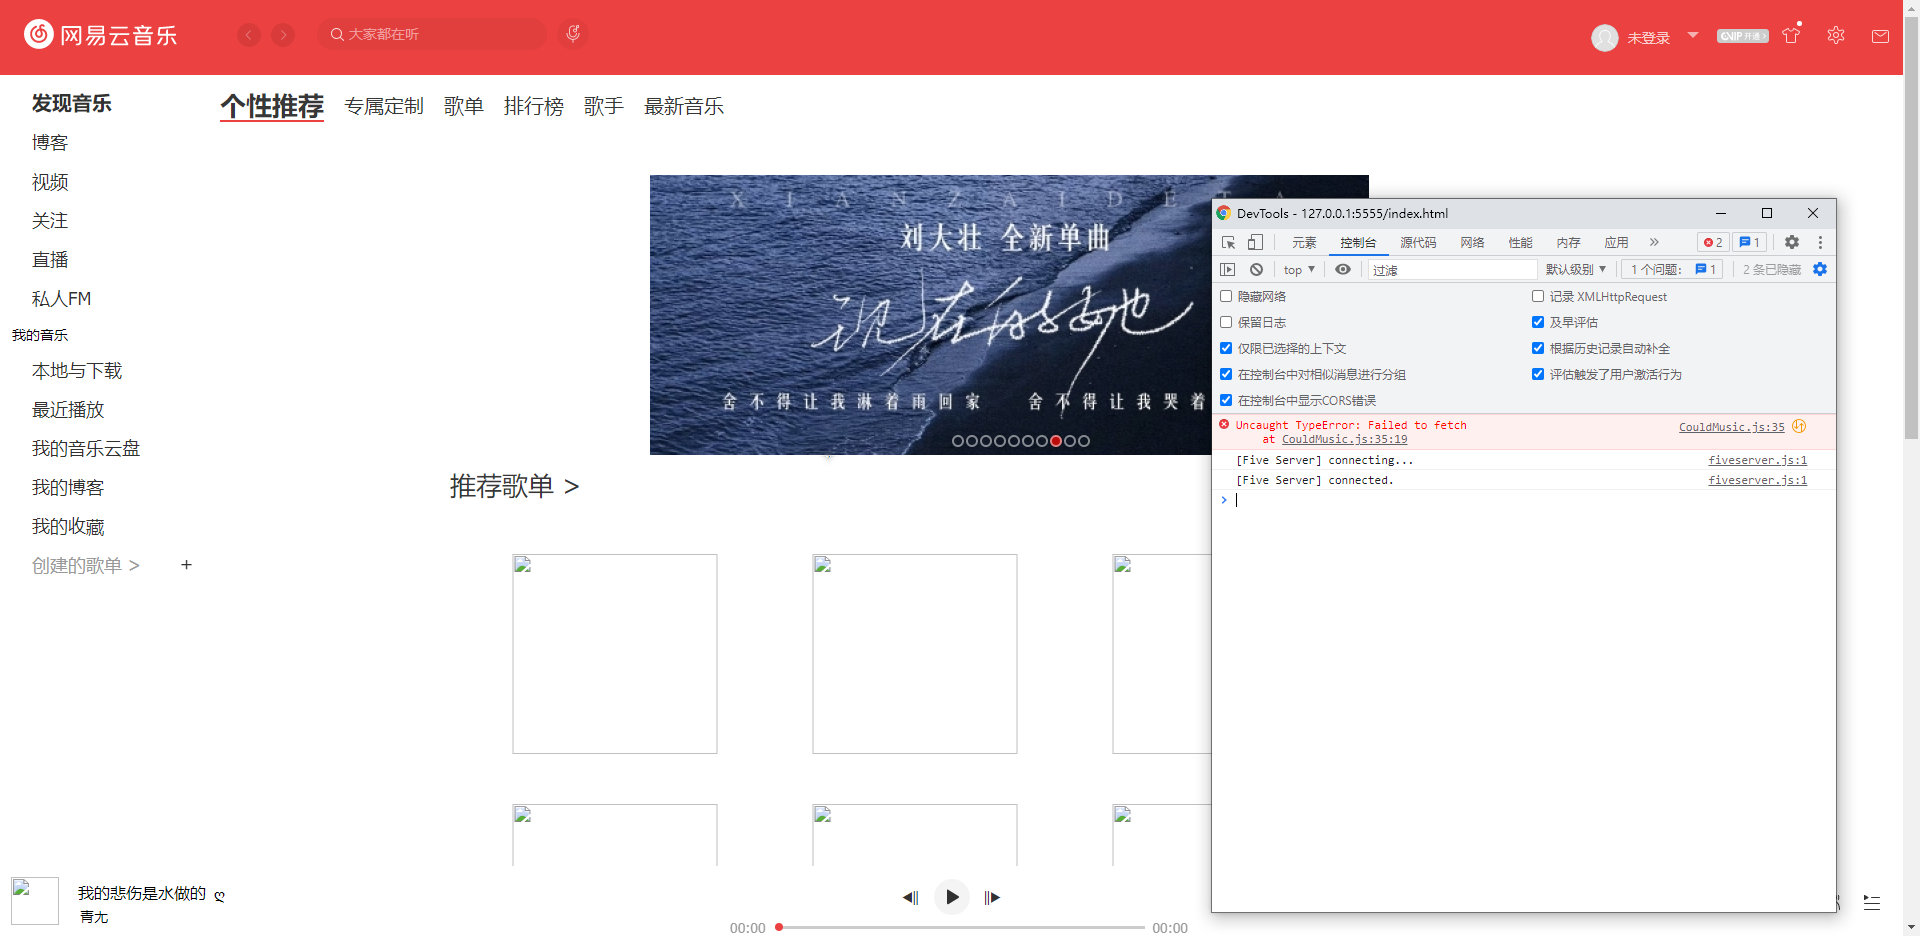 网易云音乐
大家都在听
未登录
VIP开通
发现音乐
博客
视频
关注
直播
私人FM
我的音乐
本地与下载
最近播放
我的音乐云盘
我的博客
我的收藏
创建的歌单 >
+
个性推荐 专属定制 歌单 排行榜 歌手 最新音乐
X I A N Z A I D E T A
刘大壮 全新单曲
现在的她
舍不得让我淋着雨回家 舍不得让我哭着
推荐歌单 >
DevTools - 127.0.0.1:5555/index.html
元素 控制台 源代码 网络 性能 内存 应用 » 2 1
top 过滤 默认级别 1 个问题: 1 2 条已隐藏
隐藏网络 记录 XMLHttpRequest
保留日志 及早评估
仅限已选择的上下文 根据历史记录自动补全
在控制台中对相似消息进行分组 评估触发了用户激活行为
在控制台中显示CORS错误
Uncaught TypeError: Failed to fetch CouldMusic.js:35
at CouldMusic.js:35:19
[Five Server] connecting... fiveserver.js:1
[Five Server] connected. fiveserver.js:1
>
我的悲伤是水做的 ღ
青尢
00:00 00:00